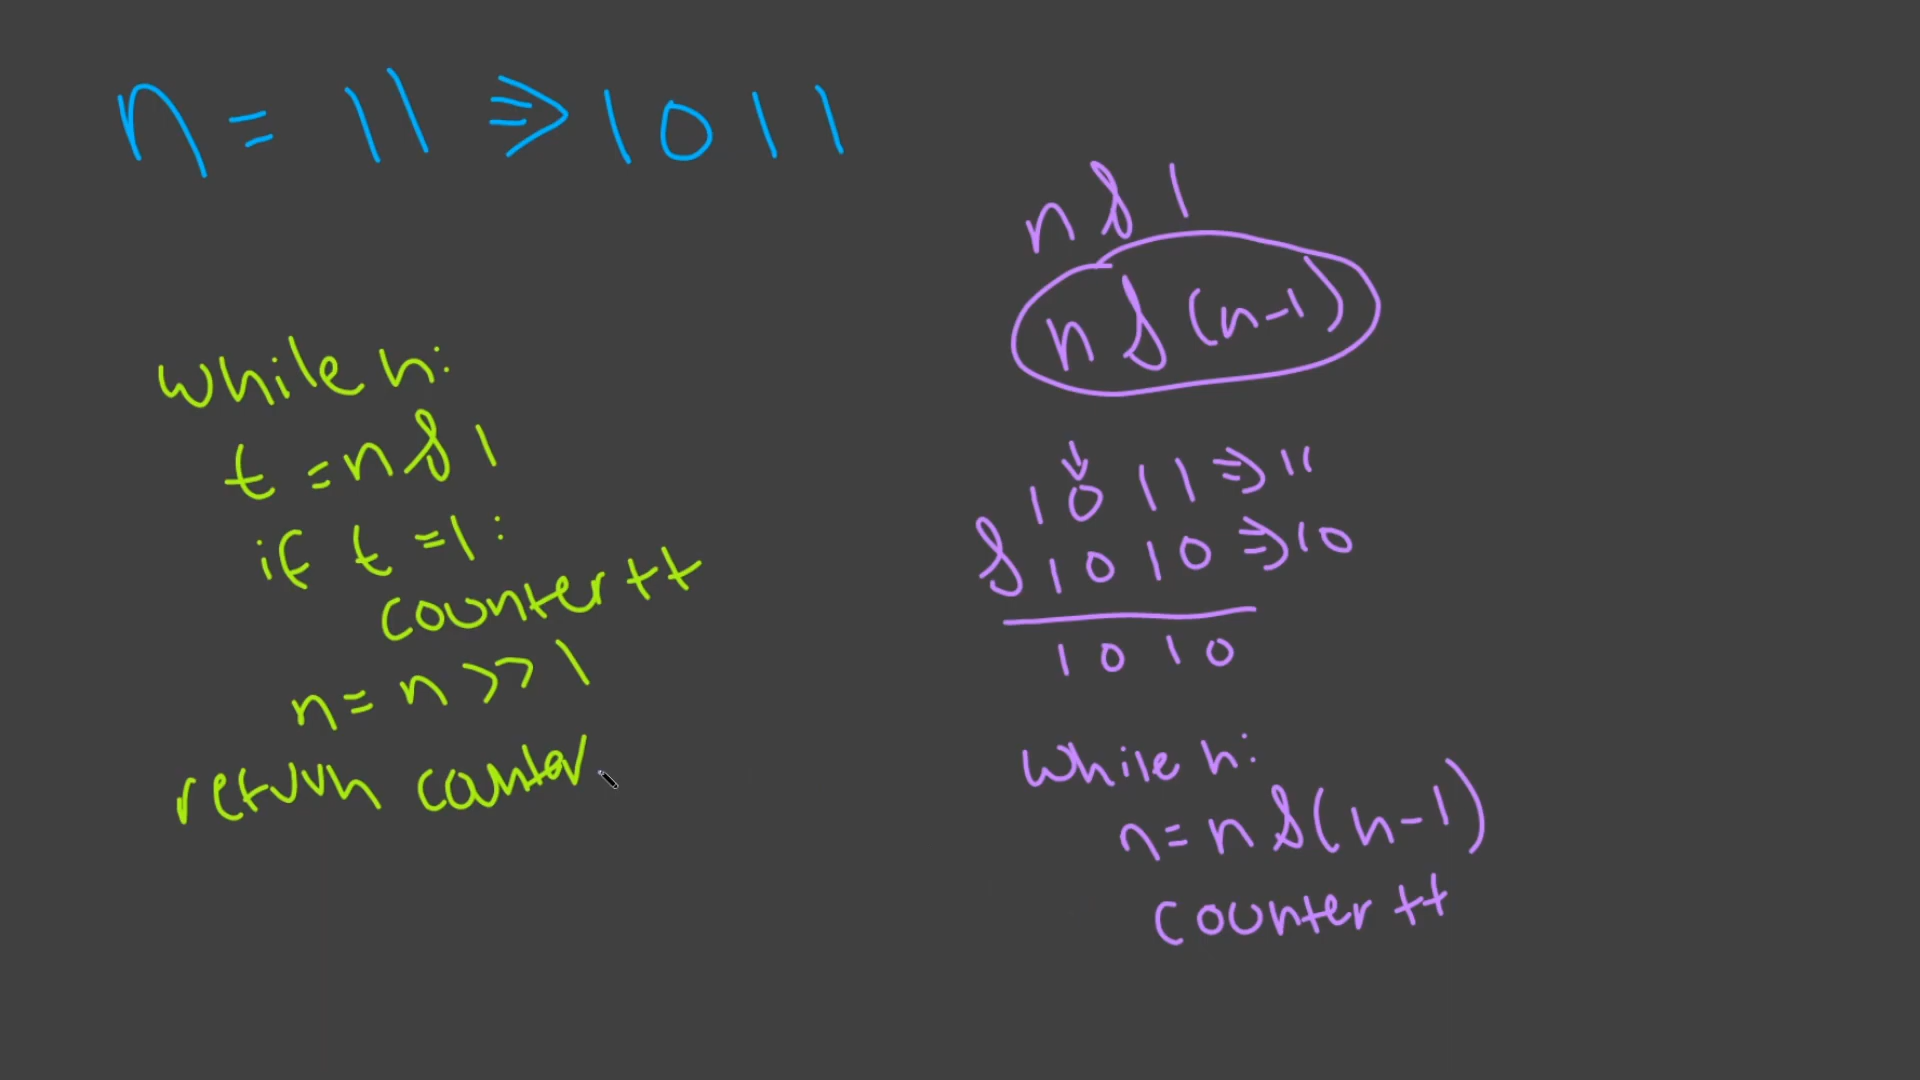 n = 11 ⇒ 1011
while n:
t = n & 1
if t = 1:
counter ++
n = n >> 1
return counter
n & 1
n & (n-1)
1011 ⇒ 11
& 1010 ⇒ 10
1010
while n:
n = n & (n-1)
counter ++